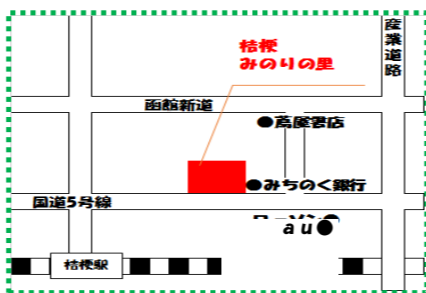 産業道路
桔梗
みのりの里
函館新道
●蔦屋書店
●みちのく銀行
国道5号線
au●
桔梗駅